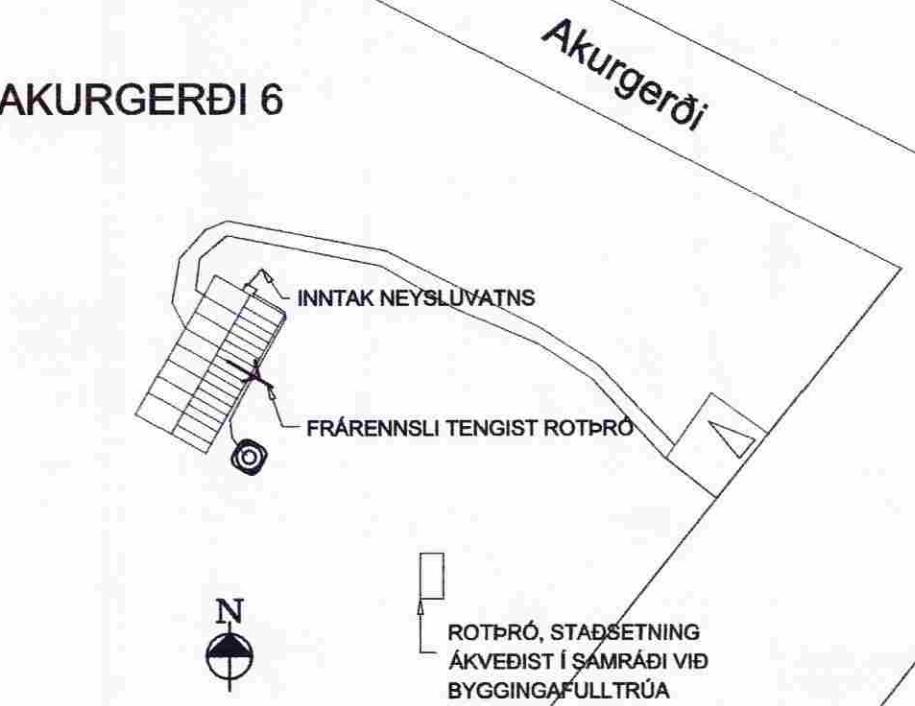 Akurgerði
AKURGERÐI 6
INNTAK NEYSLUVATNS
FRÁRENNSLI TENGIST ROTÞRÓ
N
ROTÞRÓ, STAÐSETNING
ÁKVEÐIST Í SAMRÁÐI VIÐ
BYGGINGAFULLTRÚA